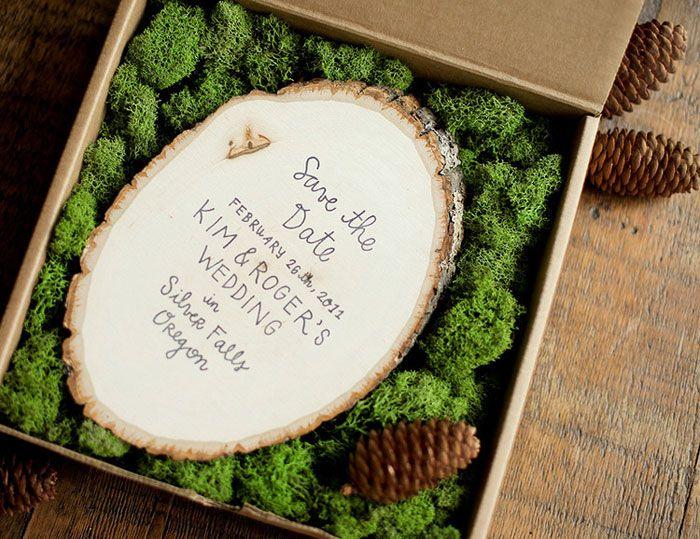 Save the
Date
FEBRUARY 26th, 2011
KIM & ROGER'S
WEDDING
in
Silver Falls
Oregon